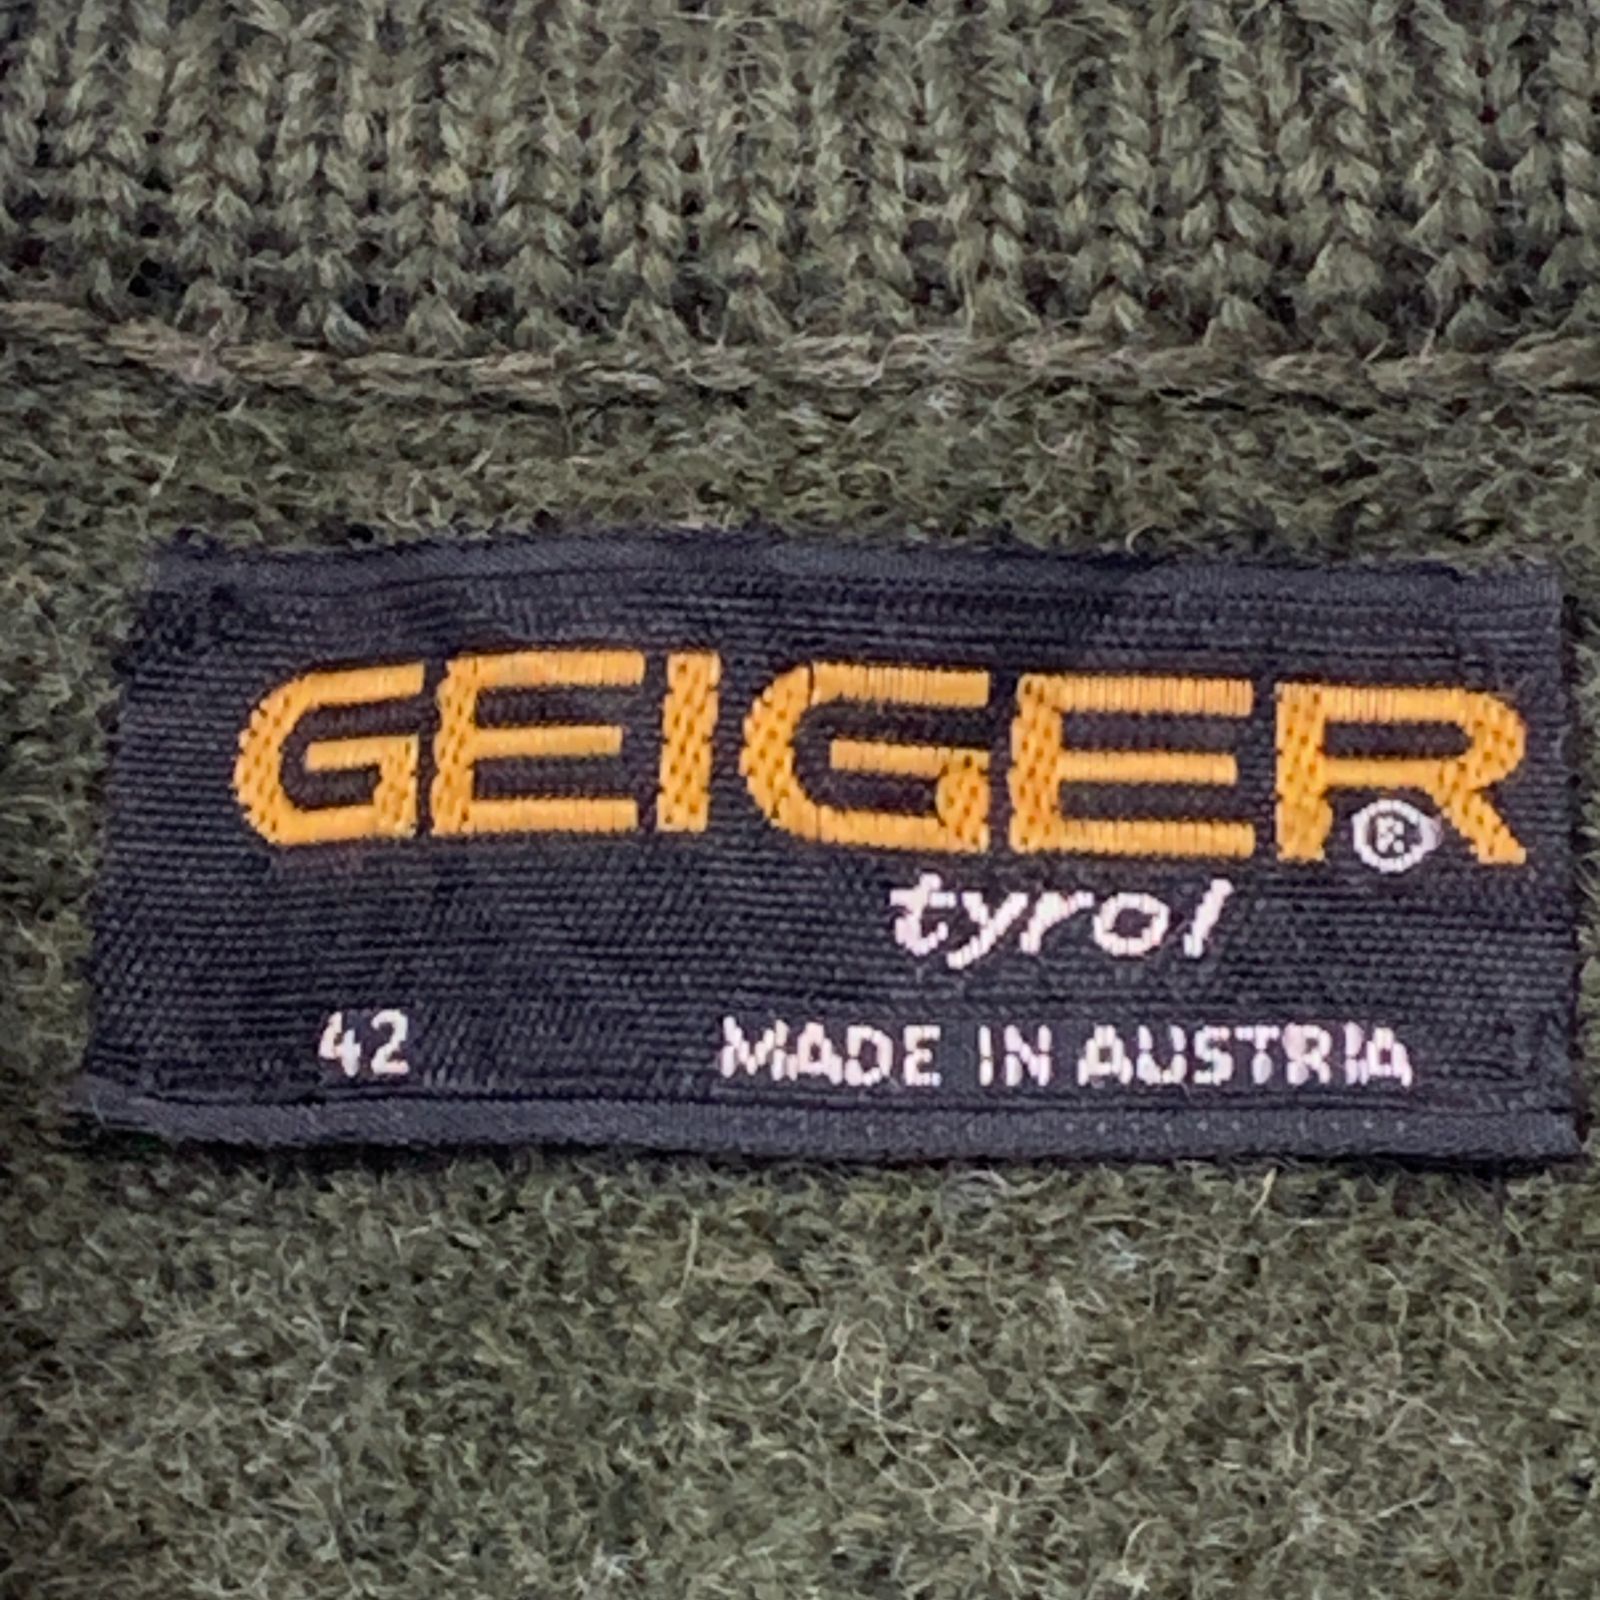 GEIGER®
tyrol
42 MADE IN AUSTRIA